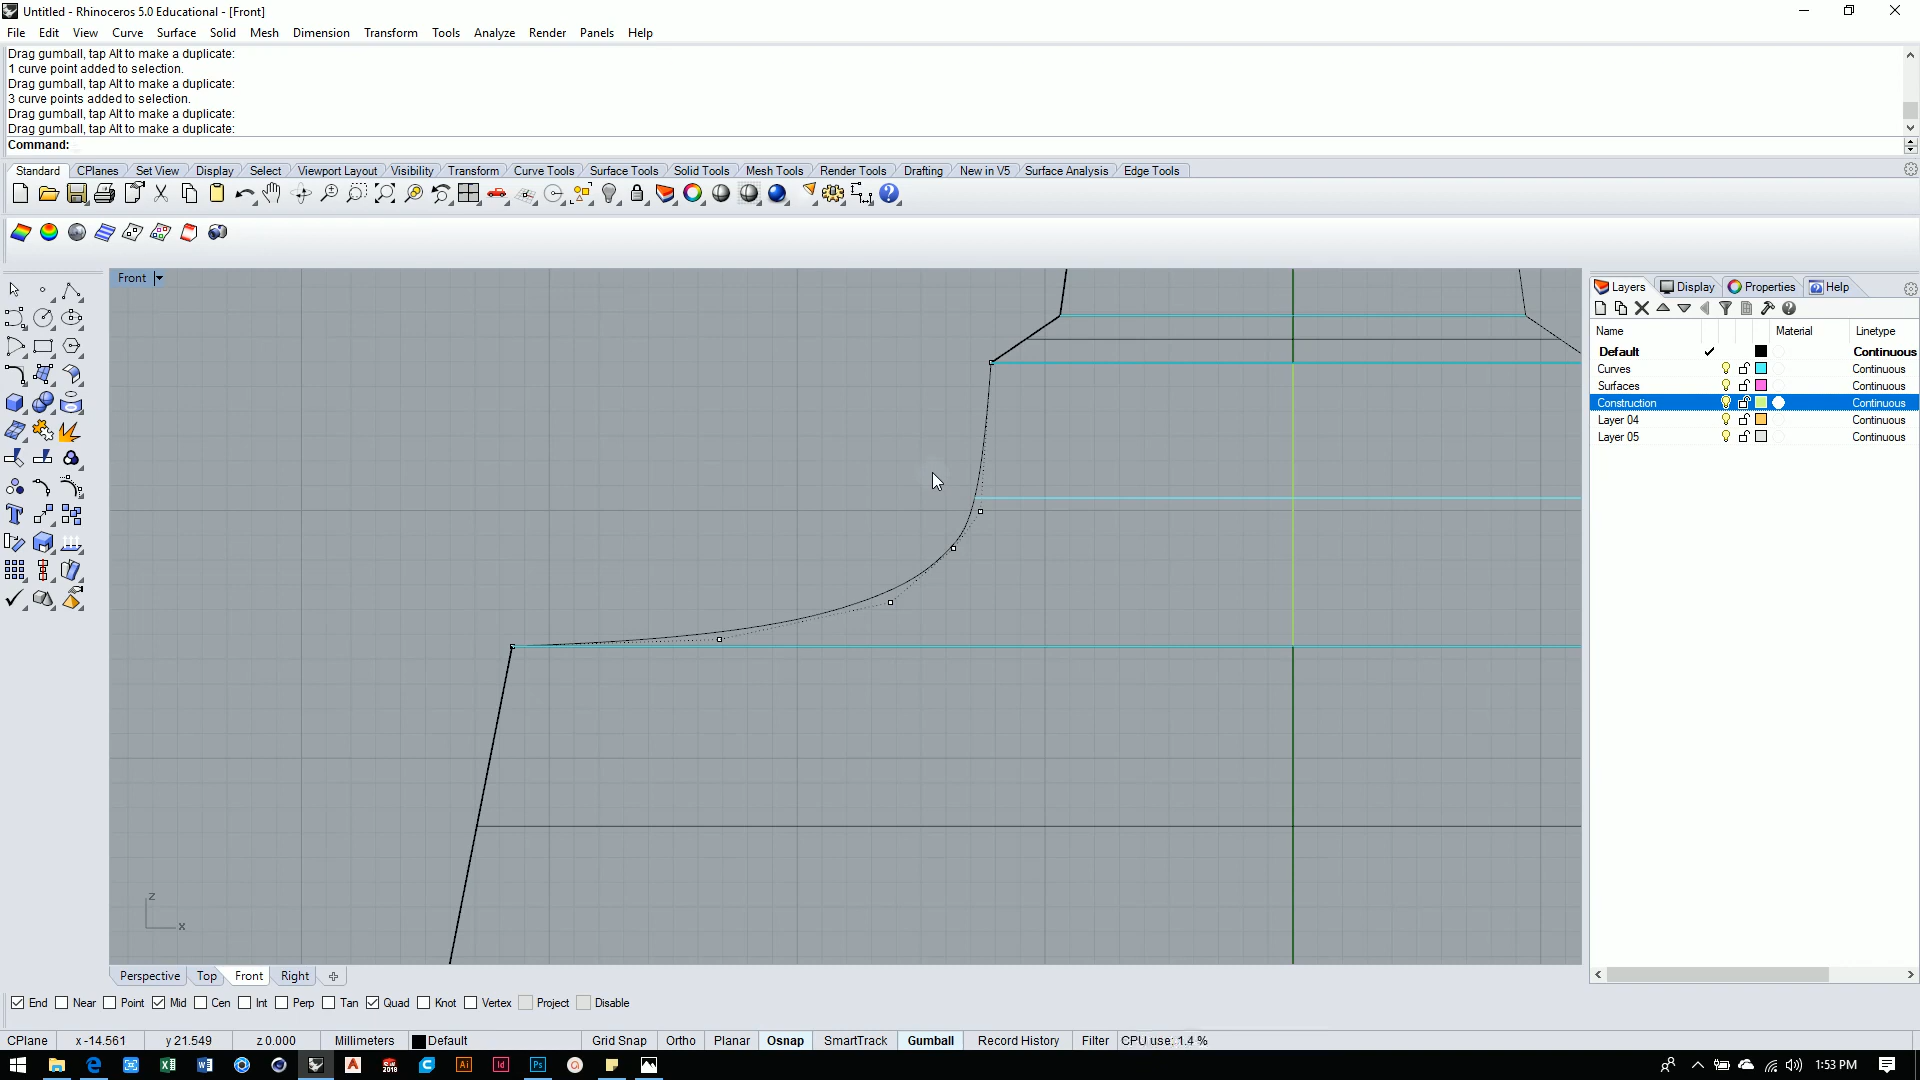 Untitled - Rhinoceros 5.0 Educational - [Front]
File Edit View Curve Surface Solid Mesh Dimension Transform Tools Analyze Render Panels Help
Drag gumball, tap Alt to make a duplicate:
1 curve point added to selection.
Drag gumball, tap Alt to make a duplicate:
3 curve points added to selection.
Drag gumball, tap Alt to make a duplicate:
Drag gumball, tap Alt to make a duplicate:
Command:
Standard CPlanes Set View Display Select Viewport Layout Visibility Transform Curve Tools Surface Tools Solid Tools Mesh Tools Render Tools Drafting New in V5 Surface Analysis Edge Tools
Front
Layers Display Properties Help
Name Material Linetype
Default Continuous
Curves Continuous
Surfaces Continuous
Construction Continuous
Layer 04 Continuous
Layer 05 Continuous
z
x
Perspective Top Front Right
End Near Point Mid Cen Int Perp Tan Quad Knot Vertex Project Disable
CPlane x -14.561 y 21.549 z 0.000 Millimeters Default Grid Snap Ortho Planar Osnap SmartTrack Gumball Record History Filter CPU use: 1.4 %
1:53 PM